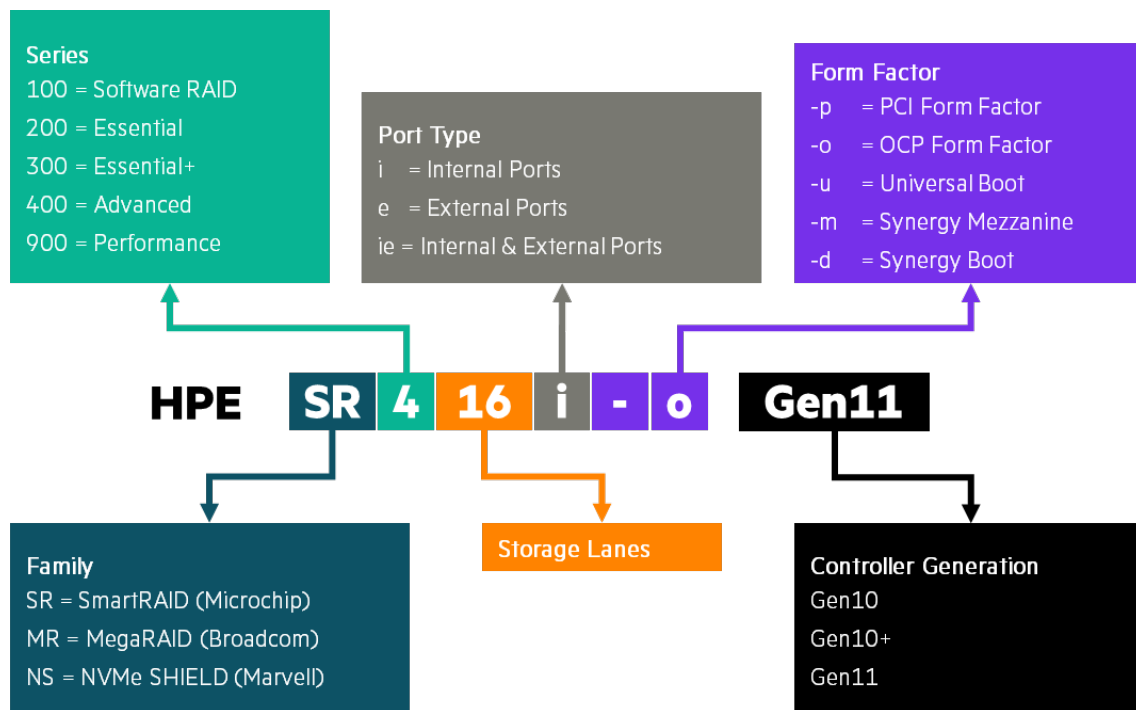 Series
100 = Software RAID
200 = Essential
300 = Essential+
400 = Advanced
900 = Performance
Port Type
i = Internal Ports
e = External Ports
ie = Internal & External Ports
Form Factor
-p = PCI Form Factor
-o = OCP Form Factor
-u = Universal Boot
-m = Synergy Mezzanine
-d = Synergy Boot
HPE SR 4 16 i - o Gen11
Family
SR = SmartRAID (Microchip)
MR = MegaRAID (Broadcom)
NS = NVMe SHIELD (Marvell)
Storage Lanes
Controller Generation
Gen10
Gen10+
Gen11